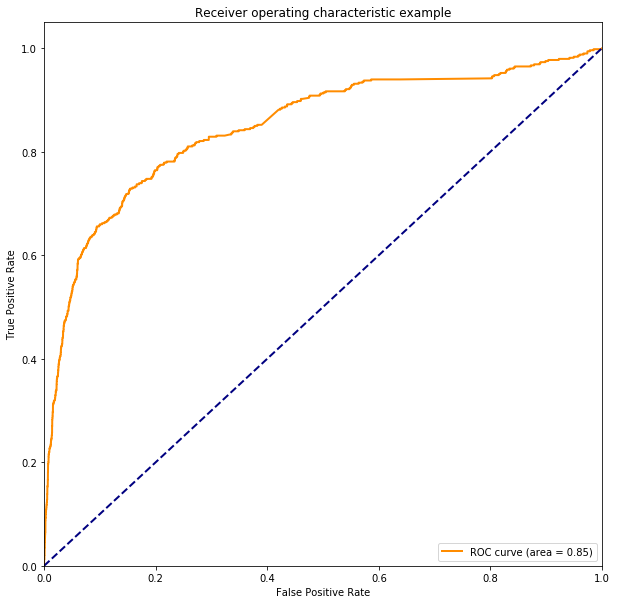 Receiver operating characteristic example
True Positive Rate
1.0
0.8
0.6
0.4
0.2
0.0
0.0 0.2 0.4 0.6 0.8 1.0
False Positive Rate
ROC curve (area = 0.85)